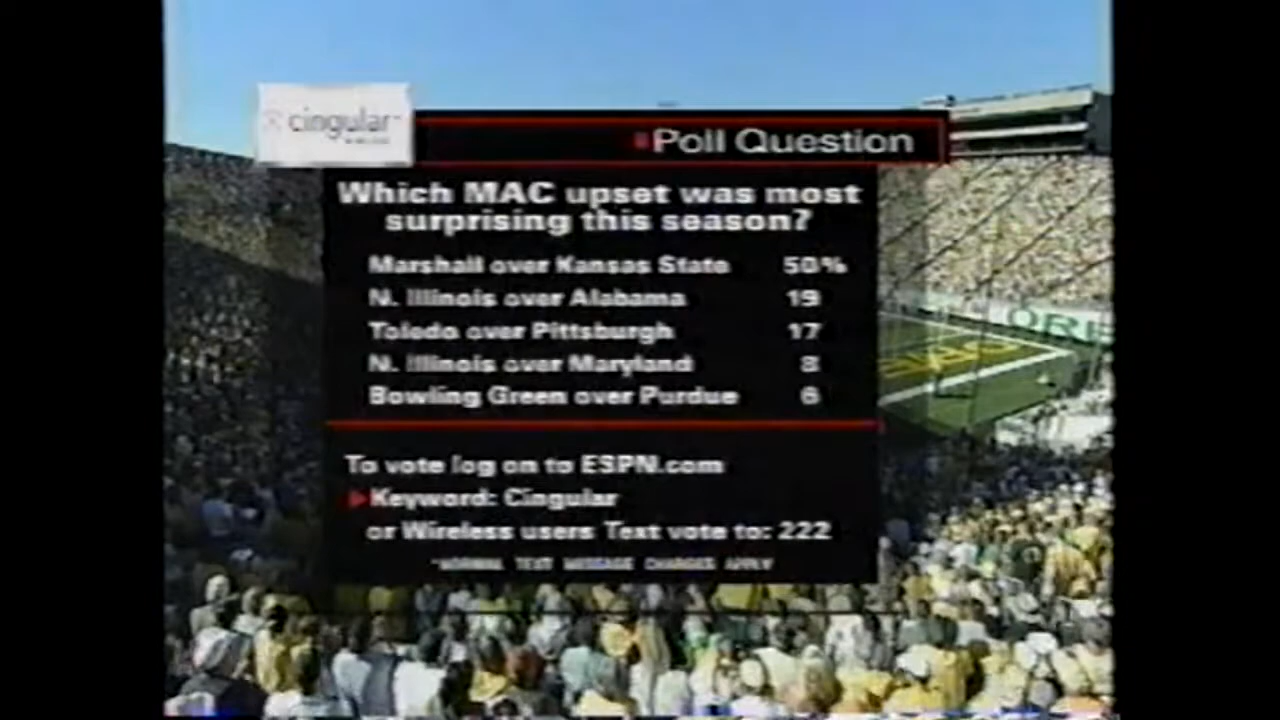 cingular
Poll Question
Which MAC upset was most
surprising this season?
Marshall over Kansas State 50%
N. Illinois over Alabama 19
Toledo over Pittsburgh 17
N. Illinois over Maryland 8
Bowling Green over Purdue 6
To vote log on to ESPN.com
Keyword: Cingular
or Wireless users Text vote to: 222
*NORMAL TEXT MESSAGE CHARGES APPLY